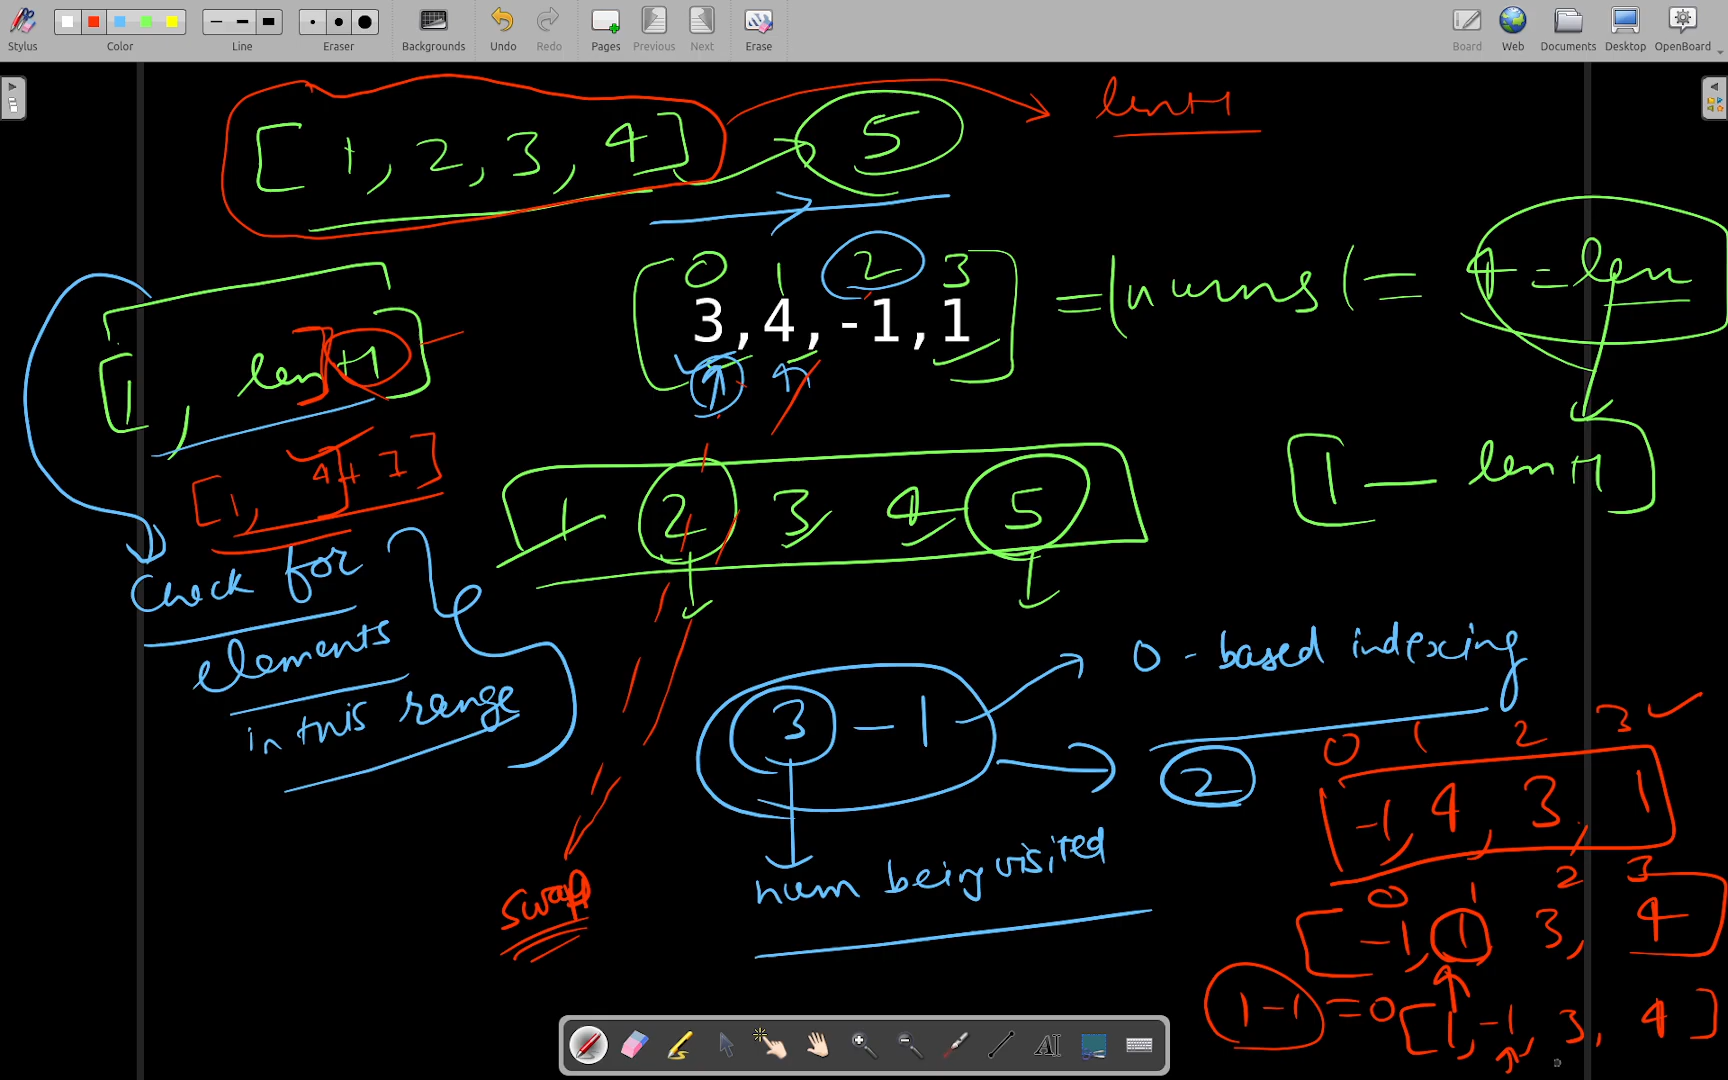 Stylus Color Line Eraser Backgrounds Undo Redo Pages Previous Next Erase Board Web Documents Desktop OpenBoard
[1, 2, 3, 4] 5 len+1
0 1 2 3
3,4,-1,1 = |nums| = 4 = len
[1, len] +1]
[1, 4] + 1]
1 2 3 4 5
[1 — len+1]
Check for
elements
in this range
3 - 1
0 - based indexing
2
num being visited
swap
0 1 2 3
[-1, 4, 3, 1]
0 1 2 3
[-1, 1 3, 4]
1-1 = 0 [1, -1, 3, 4]
AI